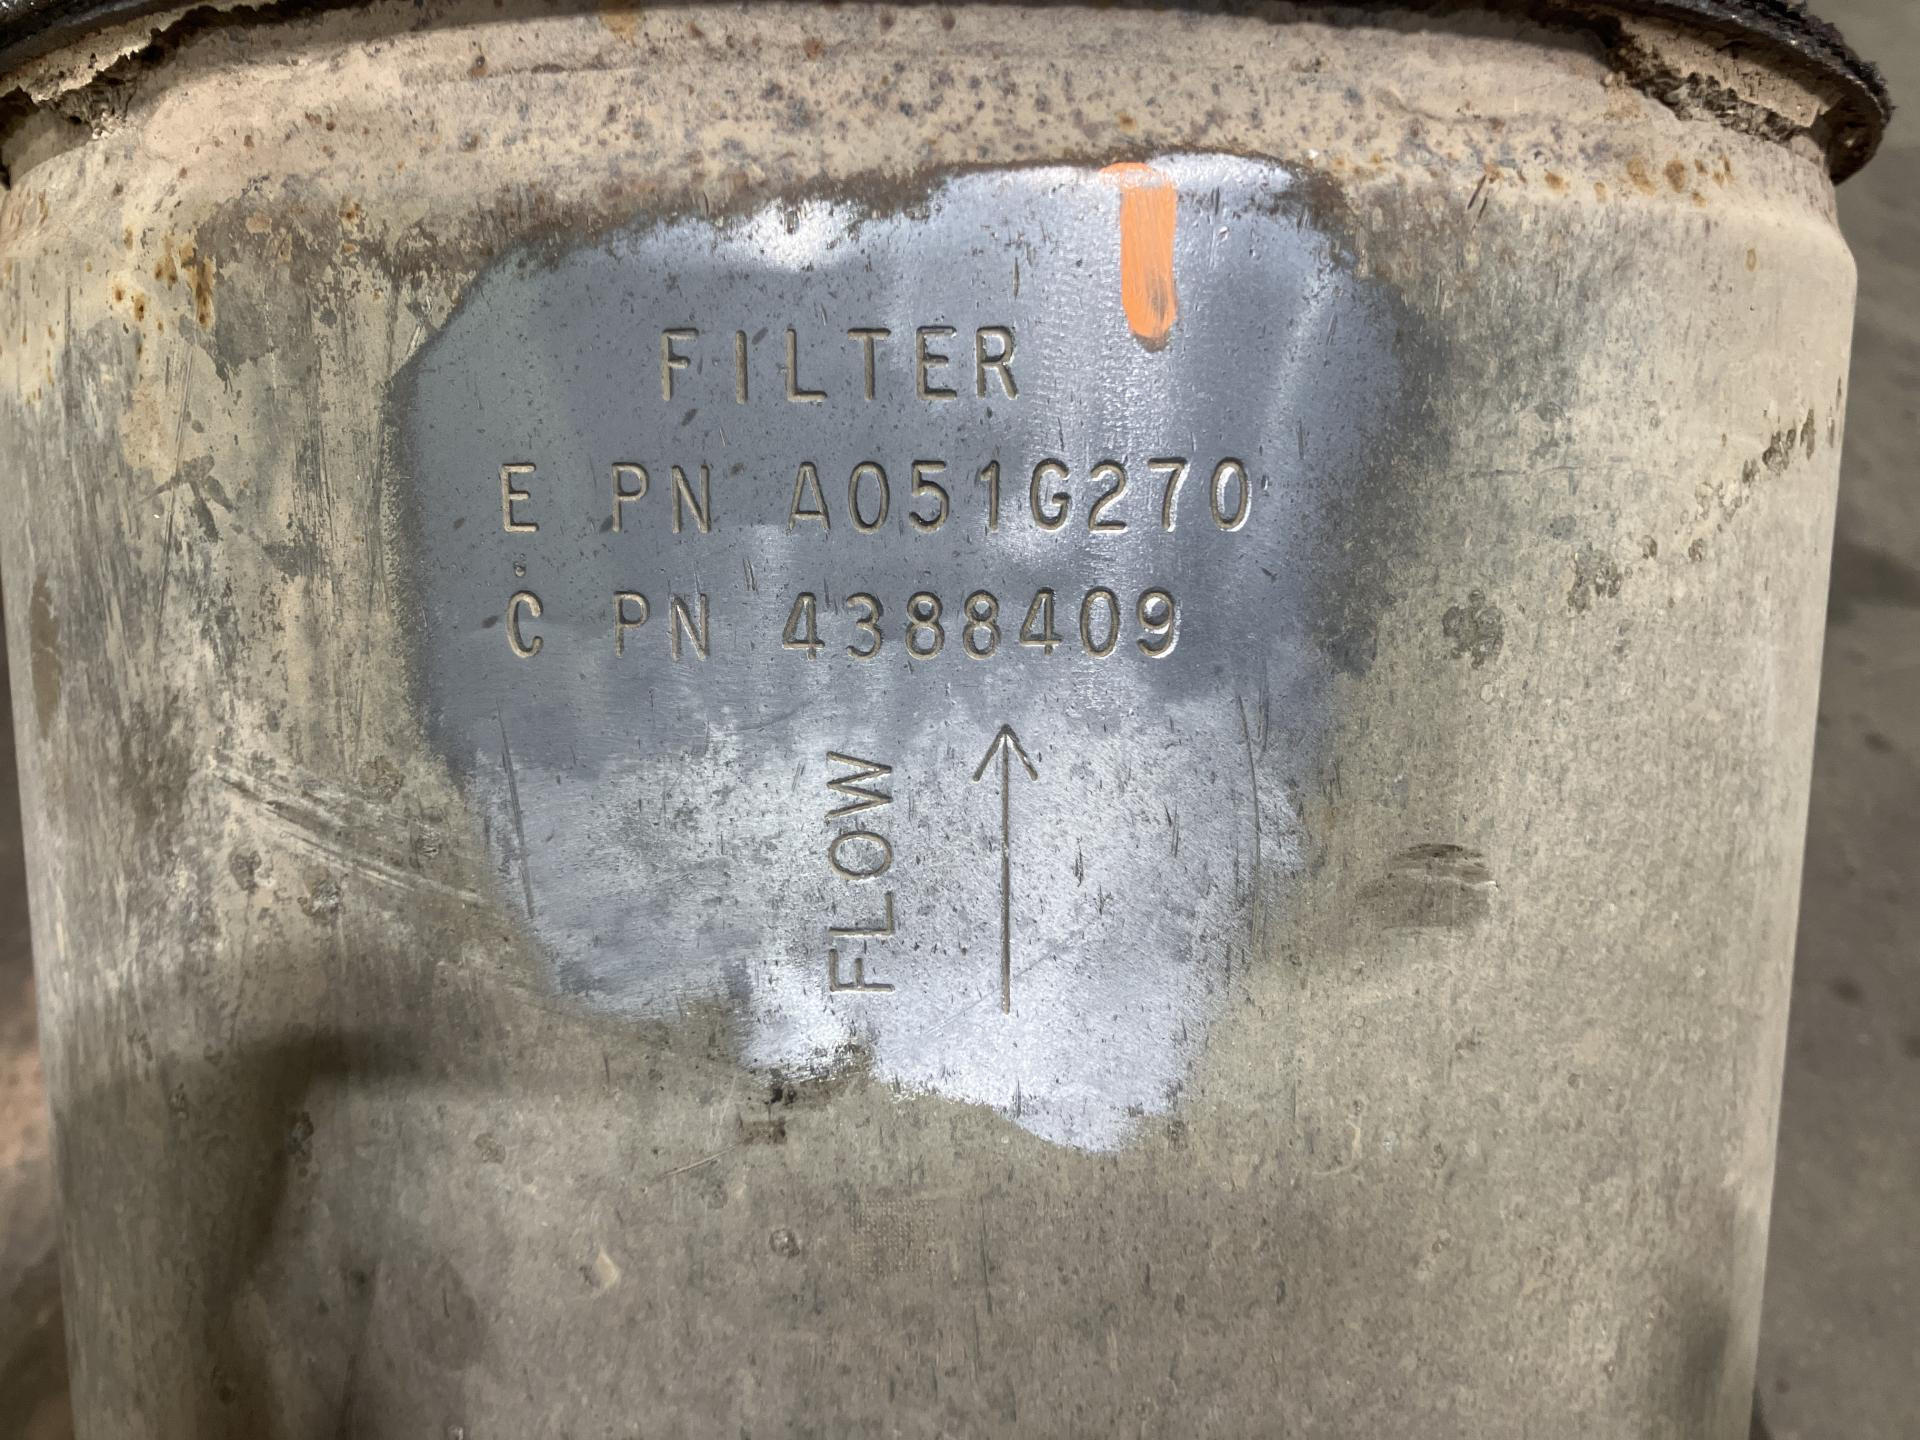 FILTER
E PN A051G270
C PN 4388409
FLOW